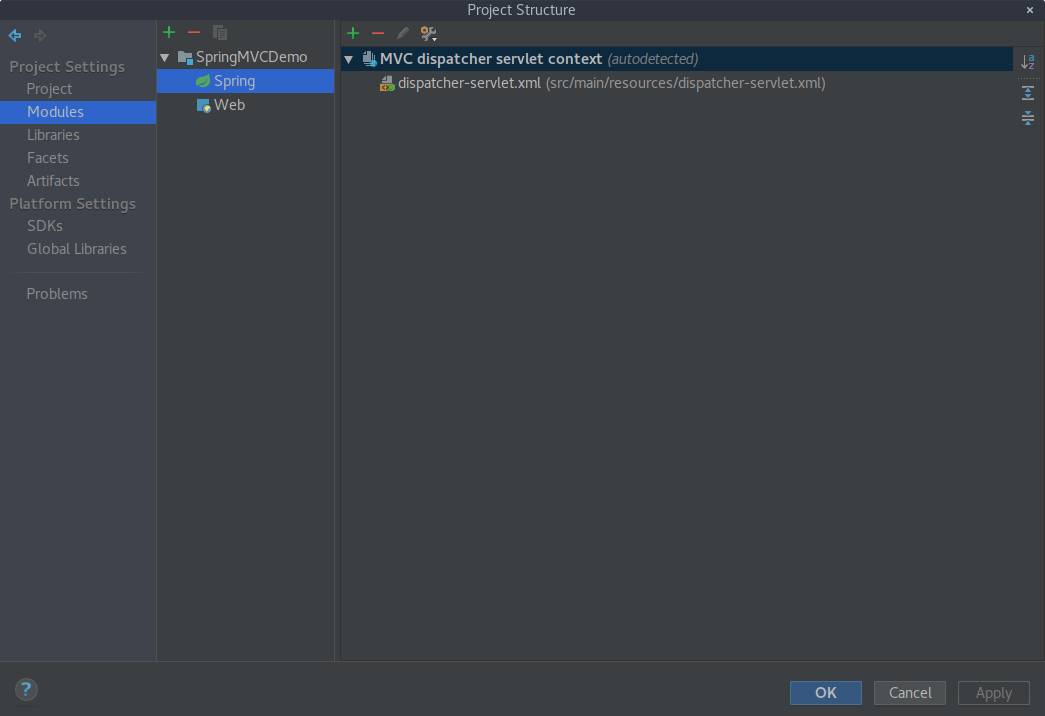 Project Structure
Project Settings
Project
Modules
Libraries
Facets
Artifacts
Platform Settings
SDKs
Global Libraries
Problems
SpringMVCDemo
Spring
Web
MVC dispatcher servlet context (autodetected)
dispatcher-servlet.xml (src/main/resources/dispatcher-servlet.xml)
a
z
?
OK Cancel Apply